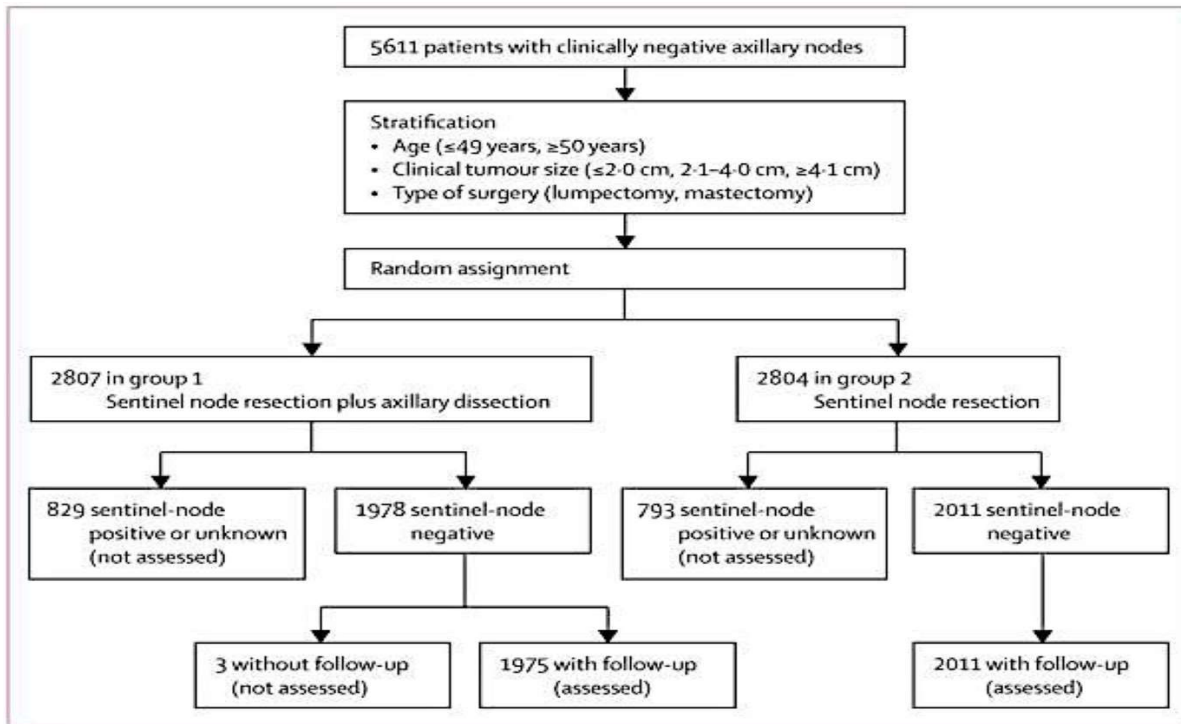 5611 patients with clinically negative axillary nodes
Stratification
• Age (≤49 years, ≥50 years)
• Clinical tumour size (≤2·0 cm, 2·1–4·0 cm, ≥4·1 cm)
• Type of surgery (lumpectomy, mastectomy)
Random assignment
2807 in group 1
Sentinel node resection plus axillary dissection
2804 in group 2
Sentinel node resection
829 sentinel-node
positive or unknown
(not assessed)
1978 sentinel-node
negative
793 sentinel-node
positive or unknown
(not assessed)
2011 sentinel-node
negative
3 without follow-up
(not assessed)
1975 with follow-up
(assessed)
2011 with follow-up
(assessed)